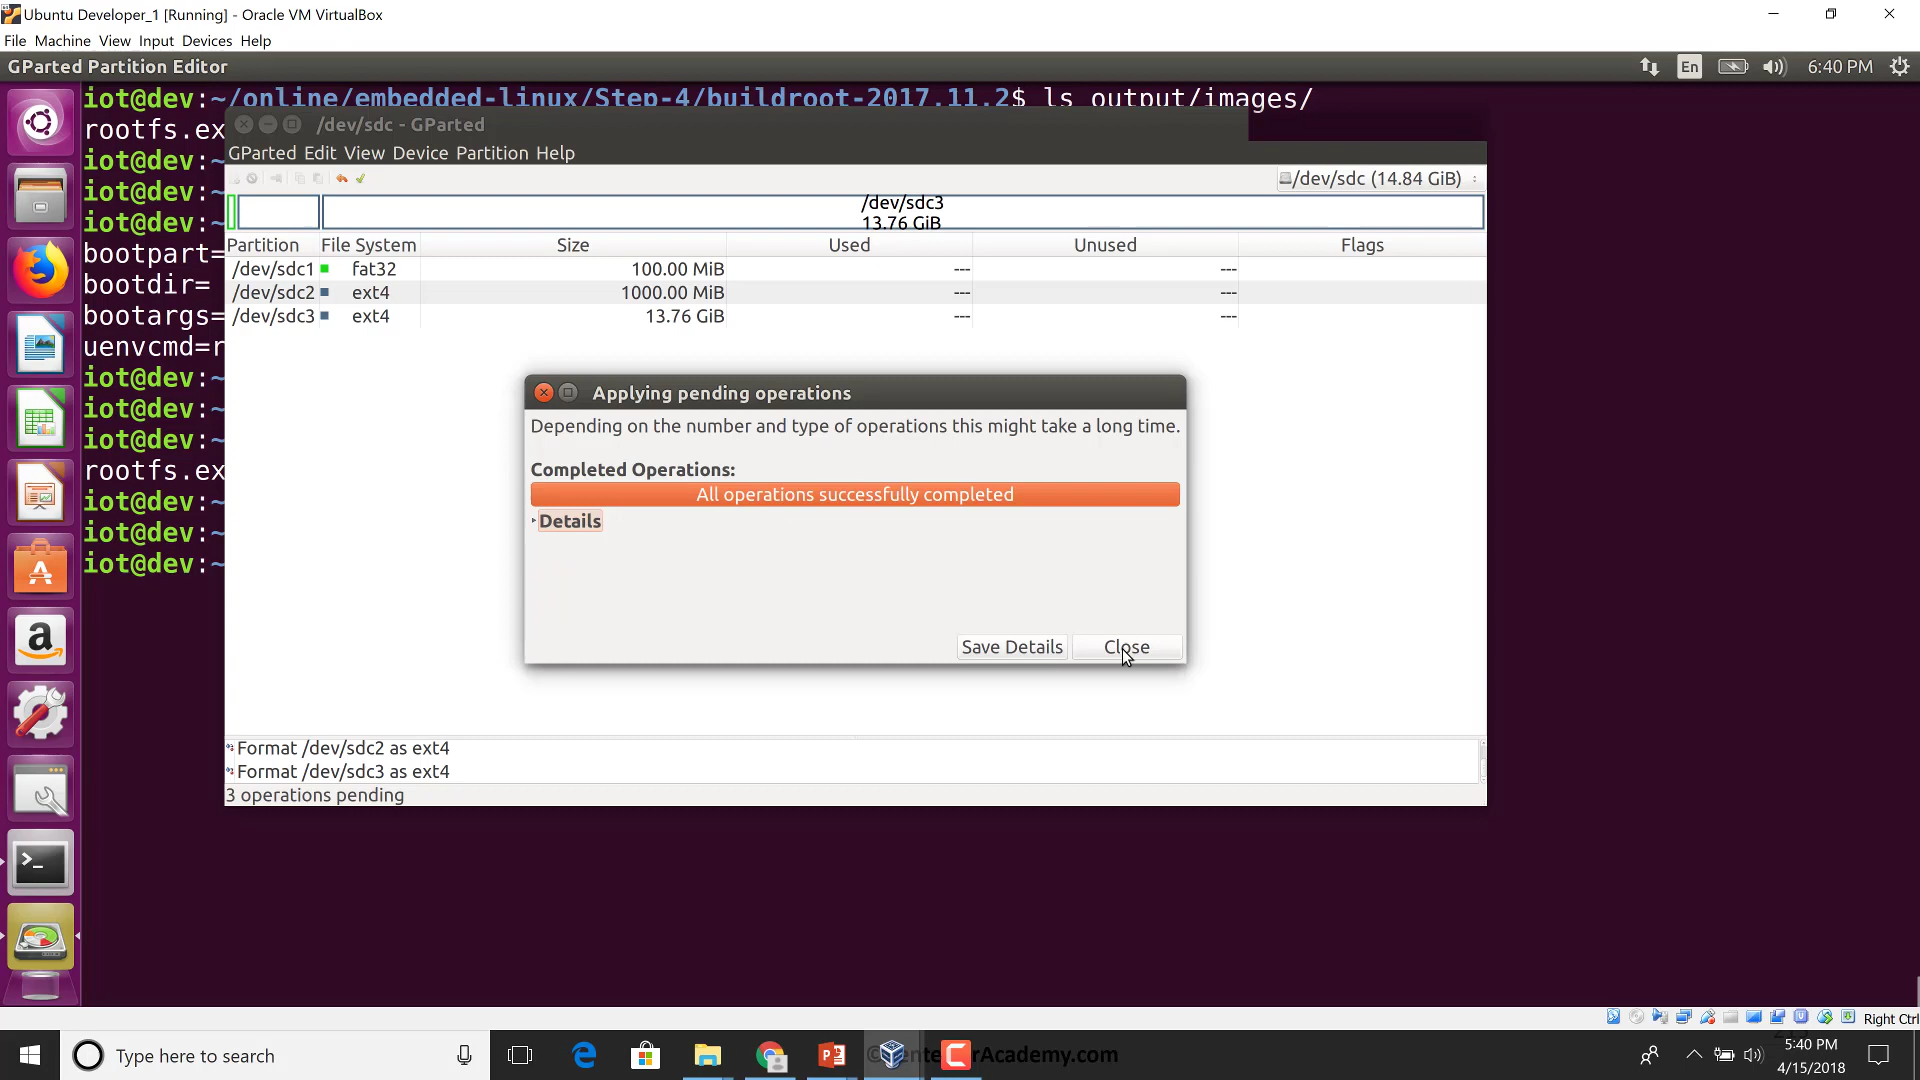 Ubuntu Developer_1 [Running] - Oracle VM VirtualBox
File Machine View Input Devices Help
GParted Partition Editor
En
6:40 PM
iot@dev:~/online/embedded-linux/Step-4/buildroot-2017.11.2$ ls output/images/
rootfs.ex
/dev/sdc - GParted
iot@dev:~
GParted Edit View Device Partition Help
iot@dev:~
/dev/sdc (14.84 GiB)
iot@dev:~
/dev/sdc3
13.76 GiB
bootpart=
Partition File System Size Used Unused Flags
bootdir=
/dev/sdc1 fat32 100.00 MiB --- ---
/dev/sdc2 ext4 1000.00 MiB --- ---
bootargs=
/dev/sdc3 ext4 13.76 GiB --- ---
uenvcmd=r
iot@dev:~
iot@dev:~
iot@dev:~
rootfs.ex
iot@dev:~
iot@dev:~
iot@dev:~
Applying pending operations
Depending on the number and type of operations this might take a long time.
Completed Operations:
All operations successfully completed
Details
Save Details
Close
Format /dev/sdc2 as ext4
Format /dev/sdc3 as ext4
3 operations pending
Right Ctrl
Type here to search
Academy.com
5:40 PM
4/15/2018